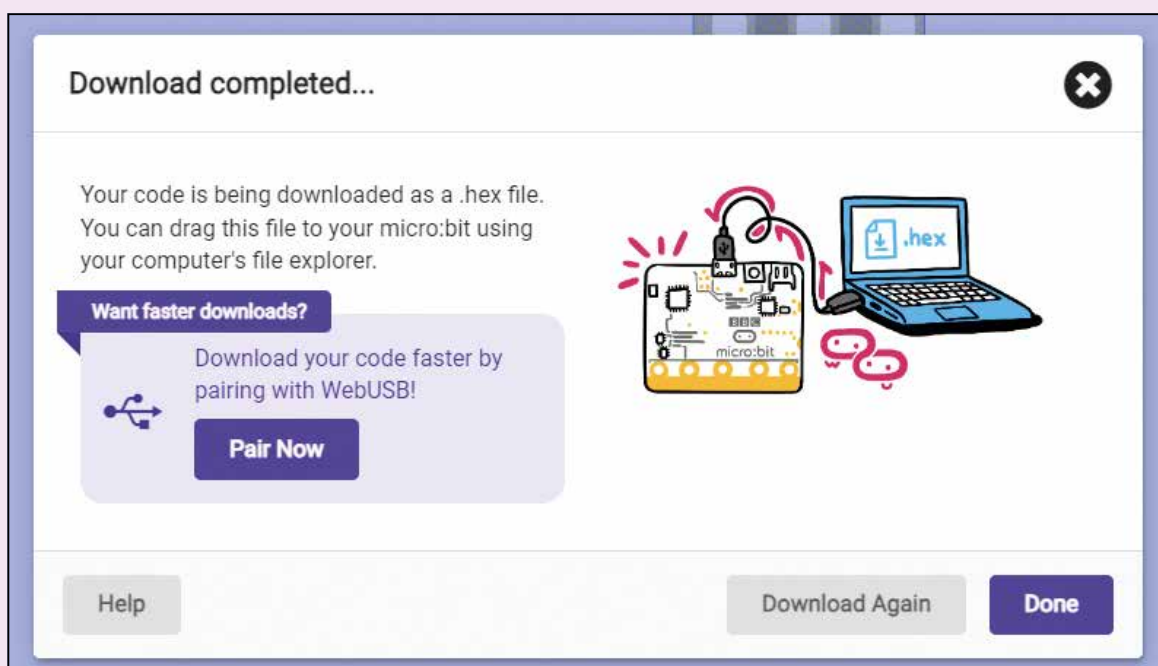 Download completed...
Your code is being downloaded as a .hex file.
You can drag this file to your micro:bit using
your computer's file explorer.
Want faster downloads?
Download your code faster by
pairing with WebUSB!
Pair Now
.hex
BBC
micro:bit
Help
Download Again
Done